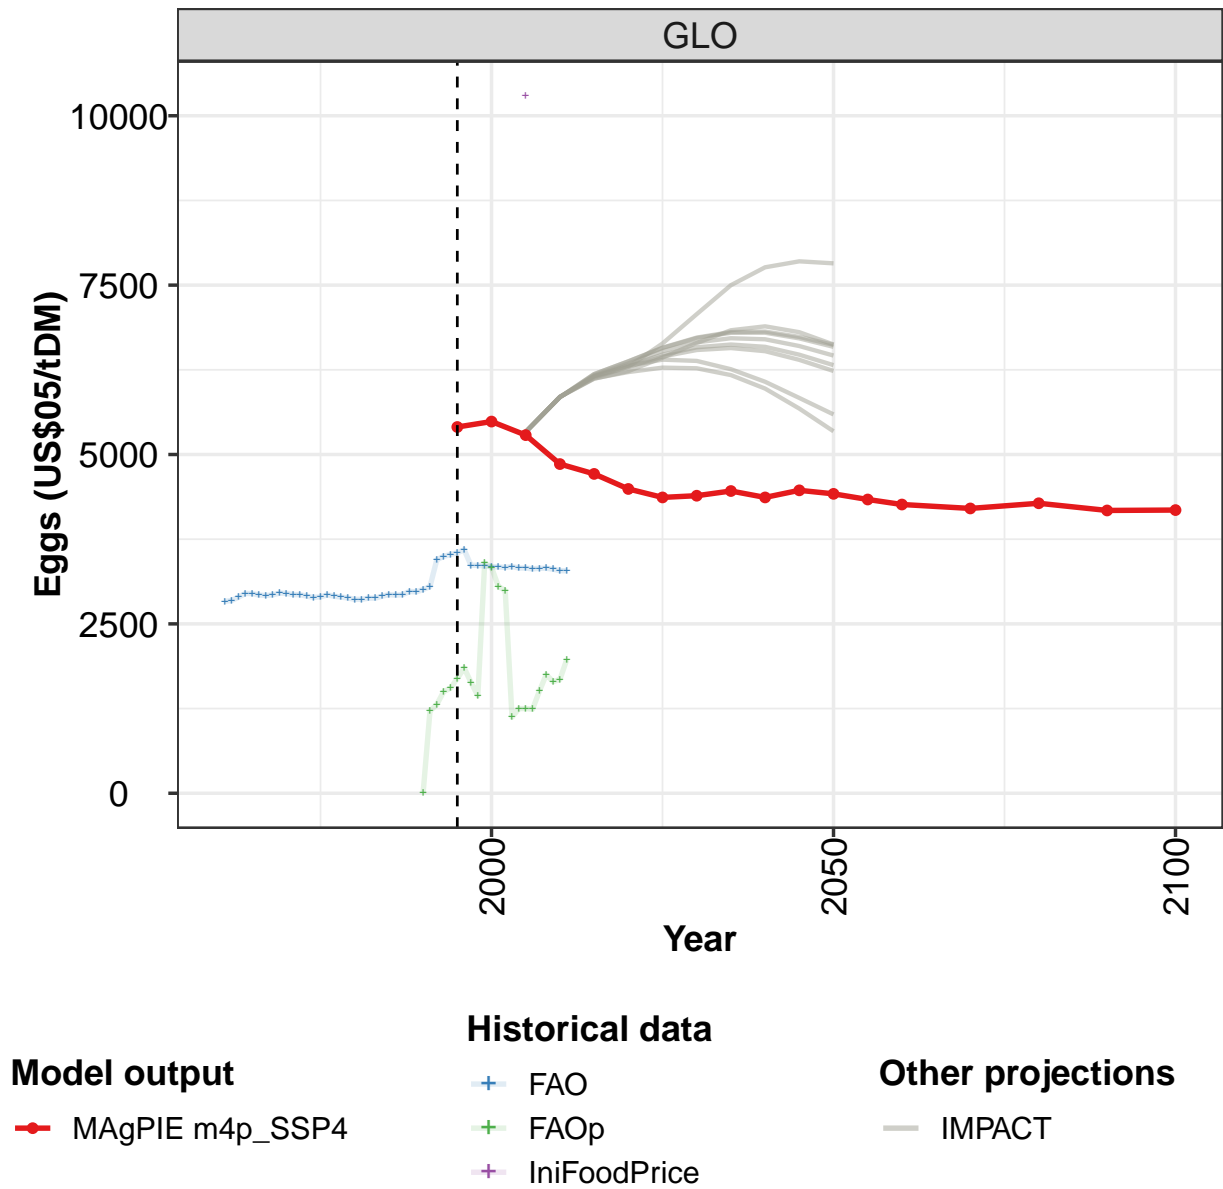 GLO
10000
7500
5000
2500
0
Eggs (US$05/tDM)
2000
2050
2100
Year
Model output
MAgPIE m4p_SSP4
Historical data
FAO
FAOp
IniFoodPrice
Other projections
IMPACT